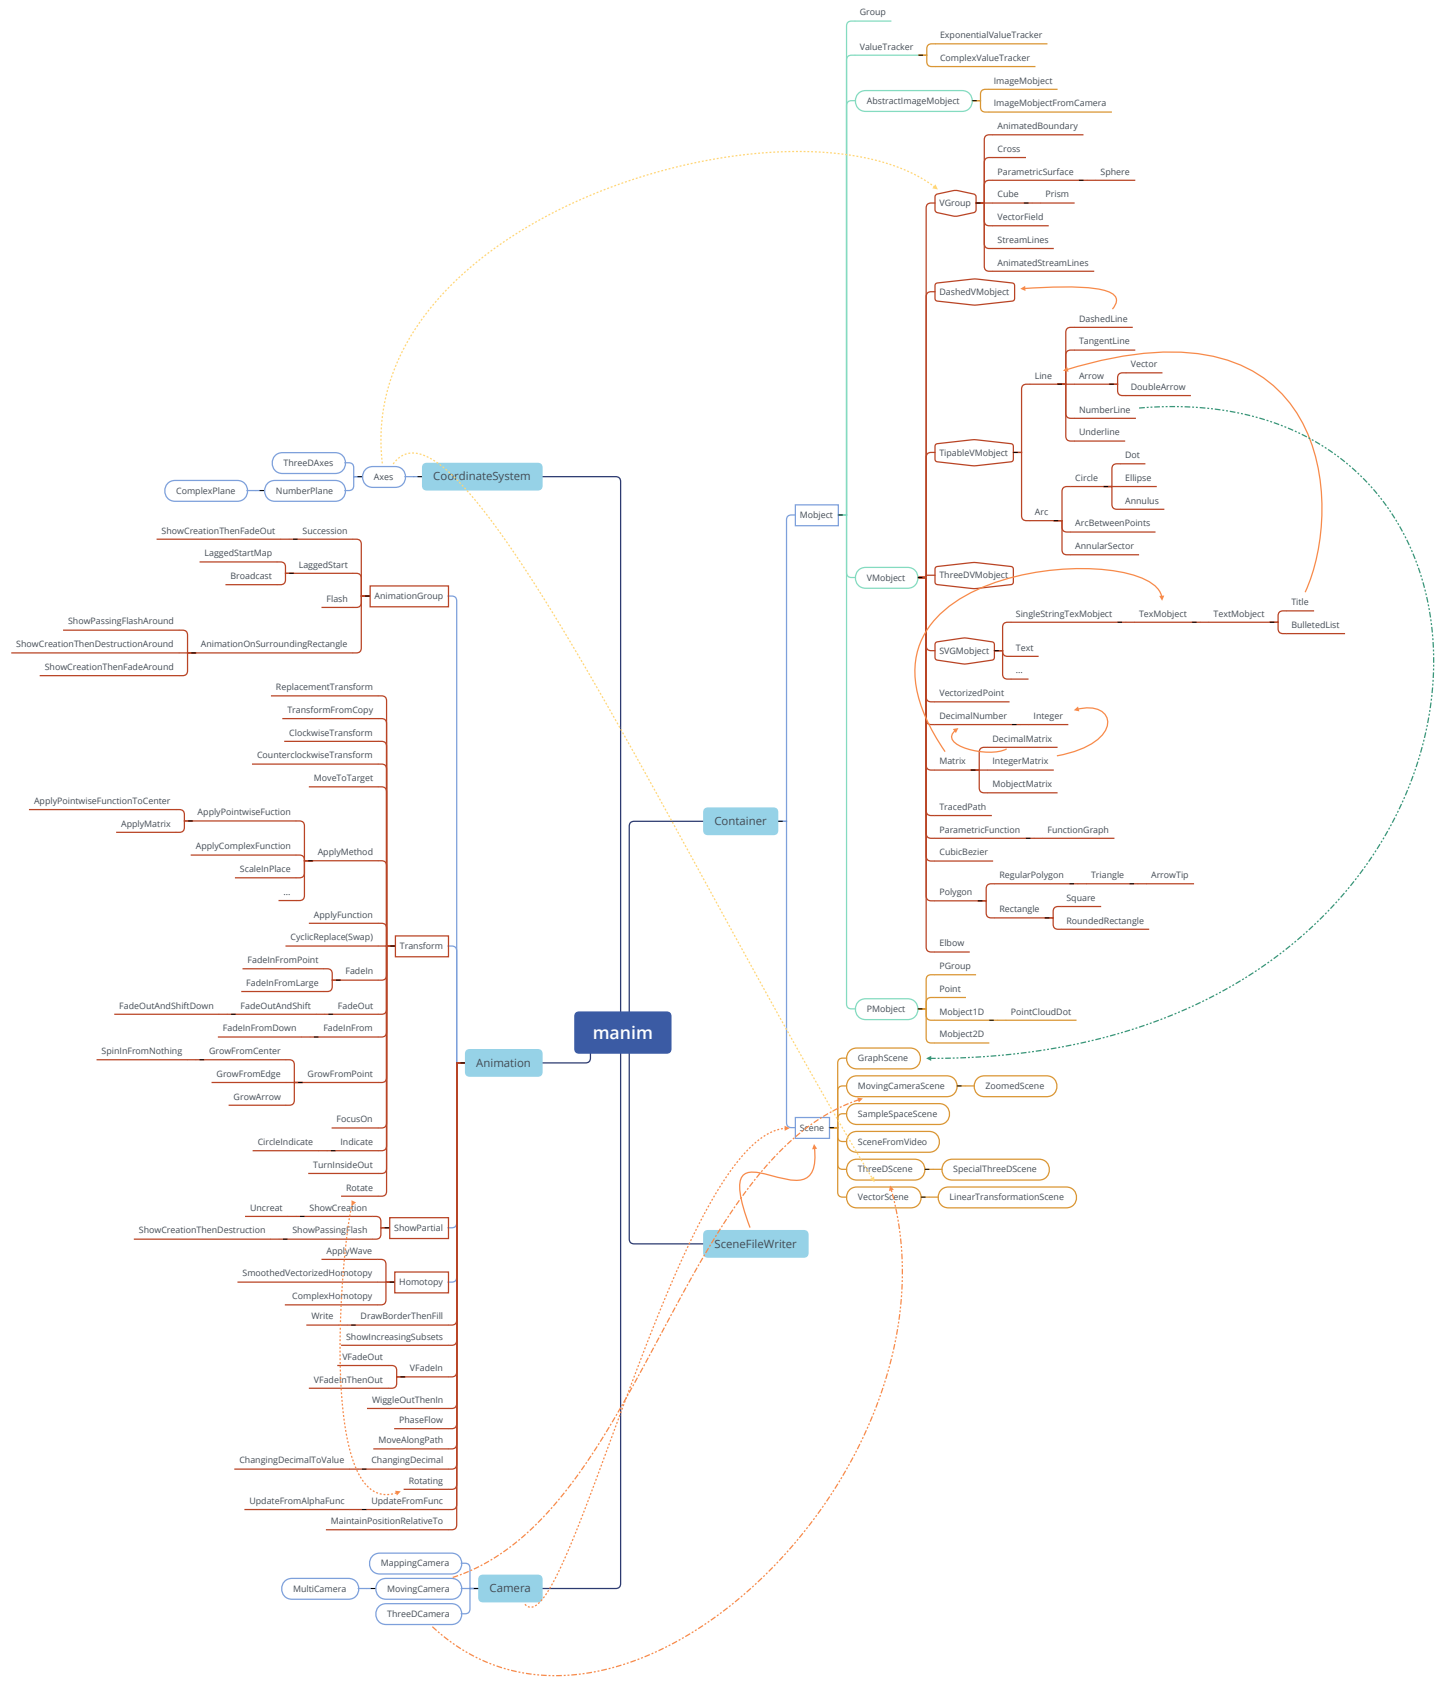 manim
CoordinateSystem
Axes
ThreeDAxes
NumberPlane
ComplexPlane
Animation
AnimationGroup
Succession
ShowCreationThenFadeOut
LaggedStart
LaggedStartMap
Broadcast
Flash
AnimationOnSurroundingRectangle
ShowPassingFlashAround
ShowCreationThenDestructionAround
ShowCreationThenFadeAround
Transform
ReplacementTransform
TransformFromCopy
ClockwiseTransform
CounterclockwiseTransform
MoveToTarget
ApplyMethod
ApplyPointwiseFuction
ApplyPointwiseFunctionToCenter
ApplyMatrix
ApplyComplexFunction
ScaleInPlace
...
ApplyFunction
CyclicReplace(Swap)
FadeIn
FadeInFromPoint
FadeInFromLarge
FadeOut
FadeOutAndShift
FadeOutAndShiftDown
FadeInFrom
FadeInFromDown
GrowFromPoint
GrowFromCenter
SpinInFromNothing
GrowFromEdge
GrowArrow
FocusOn
Indicate
CircleIndicate
TurnInsideOut
Rotate
ShowPartial
ShowCreation
Uncreat
ShowPassingFlash
ShowCreationThenDestruction
Homotopy
ApplyWave
SmoothedVectorizedHomotopy
ComplexHomotopy
DrawBorderThenFill
Write
ShowIncreasingSubsets
VFadeIn
VFadeOut
VFadeInThenOut
WiggleOutThenIn
PhaseFlow
MoveAlongPath
ChangingDecimal
ChangingDecimalToValue
Rotating
UpdateFromFunc
UpdateFromAlphaFunc
MaintainPositionRelativeTo
Camera
MappingCamera
MovingCamera
MultiCamera
ThreeDCamera
Container
Mobject
Group
ValueTracker
ExponentialValueTracker
ComplexValueTracker
AbstractImageMobject
ImageMobject
ImageMobjectFromCamera
VMobject
VGroup
AnimatedBoundary
Cross
ParametricSurface
Sphere
Cube
Prism
VectorField
StreamLines
AnimatedStreamLines
DashedVMobject
TipableVMobject
Line
DashedLine
TangentLine
Arrow
Vector
DoubleArrow
NumberLine
Underline
Arc
Circle
Dot
Ellipse
Annulus
ArcBetweenPoints
AnnularSector
ThreeDVMobject
SVGMobject
SingleStringTexMobject
TexMobject
TextMobject
Title
BulletedList
Text
...
VectorizedPoint
DecimalNumber
Integer
Matrix
DecimalMatrix
IntegerMatrix
MobjectMatrix
TracedPath
ParametricFunction
FunctionGraph
CubicBezier
Polygon
RegularPolygon
Triangle
ArrowTip
Rectangle
Square
RoundedRectangle
Elbow
PMobject
PGroup
Point
Mobject1D
PointCloudDot
Mobject2D
Scene
GraphScene
MovingCameraScene
ZoomedScene
SampleSpaceScene
SceneFromVideo
ThreeDScene
SpecialThreeDScene
VectorScene
LinearTransformationScene
SceneFileWriter